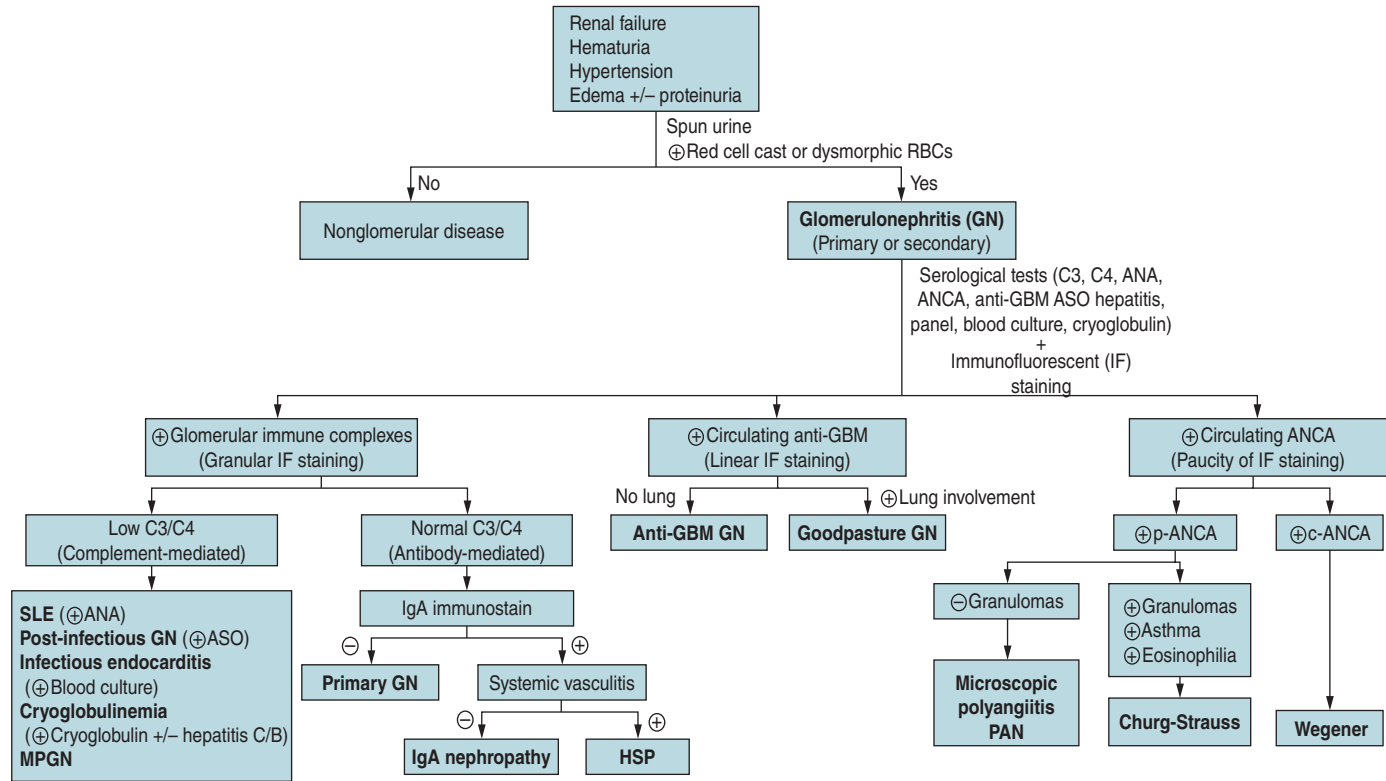 Renal failure
Hematuria
Hypertension
Edema +/– proteinuria
Spun urine
⊕Red cell cast or dysmorphic RBCs
No
Yes
Nonglomerular disease
Glomerulonephritis (GN)
(Primary or secondary)
Serological tests (C3, C4, ANA,
ANCA, anti-GBM ASO hepatitis,
panel, blood culture, cryoglobulin)
+
Immunofluorescent (IF)
staining
⊕Glomerular immune complexes
(Granular IF staining)
⊕Circulating anti-GBM
(Linear IF staining)
⊕Circulating ANCA
(Paucity of IF staining)
Low C3/C4
(Complement-mediated)
Normal C3/C4
(Antibody-mediated)
No lung
⊕Lung involvement
Anti-GBM GN
Goodpasture GN
⊕p-ANCA
⊕c-ANCA
SLE (⊕ANA)
Post-infectious GN (⊕ASO)
Infectious endocarditis
(⊕Blood culture)
Cryoglobulinemia
(⊕Cryoglobulin +/– hepatitis C/B)
MPGN
IgA immunostain
⊖
⊕
Primary GN
Systemic vasculitis
⊖
⊕
IgA nephropathy
HSP
⊖Granulomas
⊕Granulomas
⊕Asthma
⊕Eosinophilia
Microscopic
polyangiitis
PAN
Churg-Strauss
Wegener